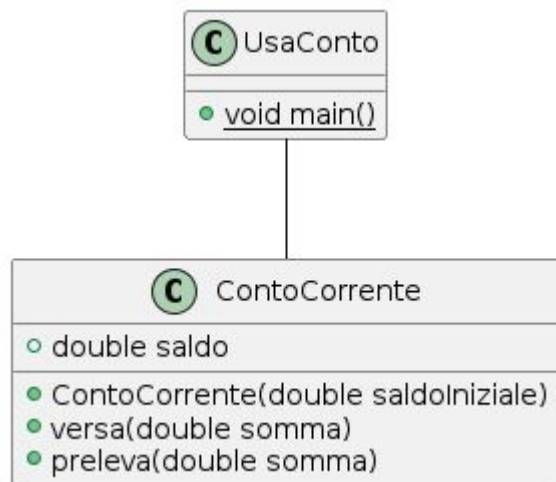 C UsaConto
void main()
C ContoCorrente
double saldo
ContoCorrente(double saldoIniziale)
versa(double somma)
preleva(double somma)